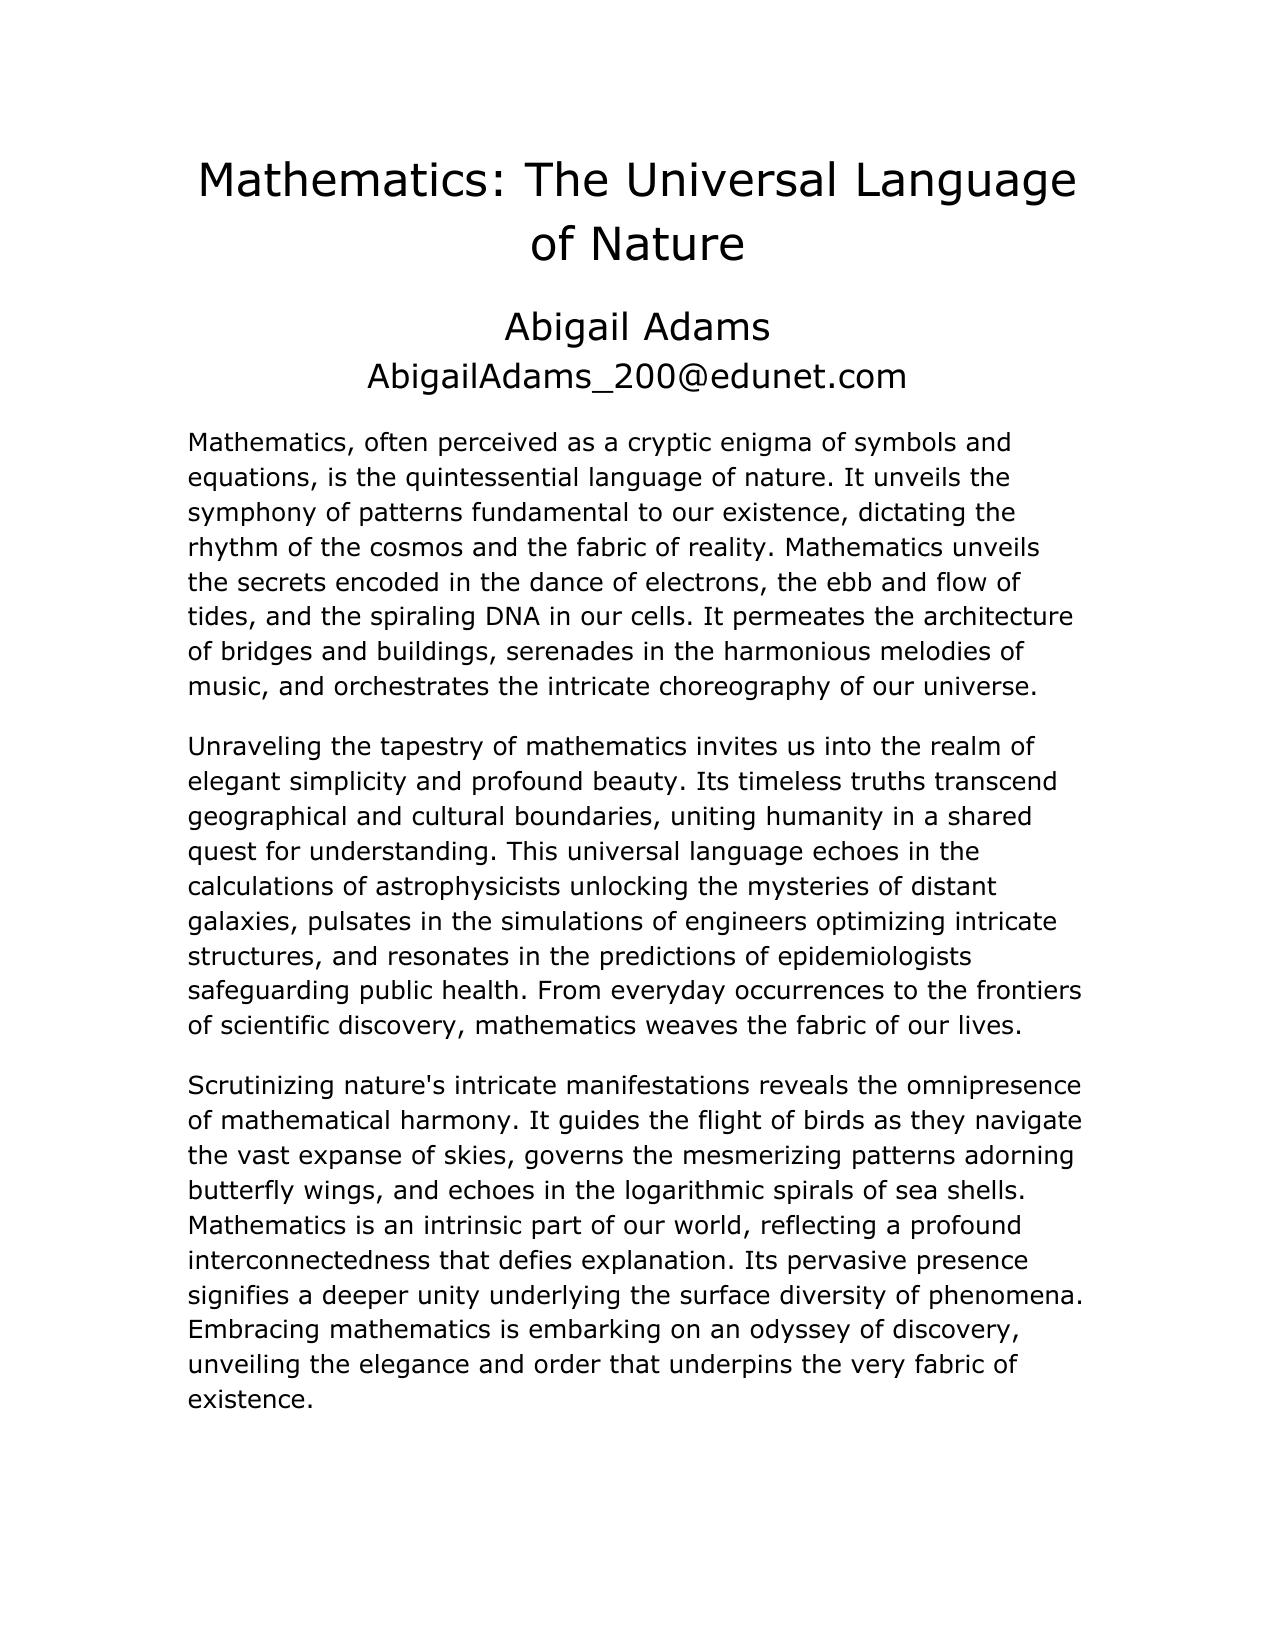 Mathematics: The Universal Language
of Nature
Abigail Adams
AbigailAdams_200@edunet.com
Mathematics, often perceived as a cryptic enigma of symbols and
equations, is the quintessential language of nature. It unveils the
symphony of patterns fundamental to our existence, dictating the
rhythm of the cosmos and the fabric of reality. Mathematics unveils
the secrets encoded in the dance of electrons, the ebb and flow of
tides, and the spiraling DNA in our cells. It permeates the architecture
of bridges and buildings, serenades in the harmonious melodies of
music, and orchestrates the intricate choreography of our universe.
Unraveling the tapestry of mathematics invites us into the realm of
elegant simplicity and profound beauty. Its timeless truths transcend
geographical and cultural boundaries, uniting humanity in a shared
quest for understanding. This universal language echoes in the
calculations of astrophysicists unlocking the mysteries of distant
galaxies, pulsates in the simulations of engineers optimizing intricate
structures, and resonates in the predictions of epidemiologists
safeguarding public health. From everyday occurrences to the frontiers
of scientific discovery, mathematics weaves the fabric of our lives.
Scrutinizing nature's intricate manifestations reveals the omnipresence
of mathematical harmony. It guides the flight of birds as they navigate
the vast expanse of skies, governs the mesmerizing patterns adorning
butterfly wings, and echoes in the logarithmic spirals of sea shells.
Mathematics is an intrinsic part of our world, reflecting a profound
interconnectedness that defies explanation. Its pervasive presence
signifies a deeper unity underlying the surface diversity of phenomena.
Embracing mathematics is embarking on an odyssey of discovery,
unveiling the elegance and order that underpins the very fabric of
existence.